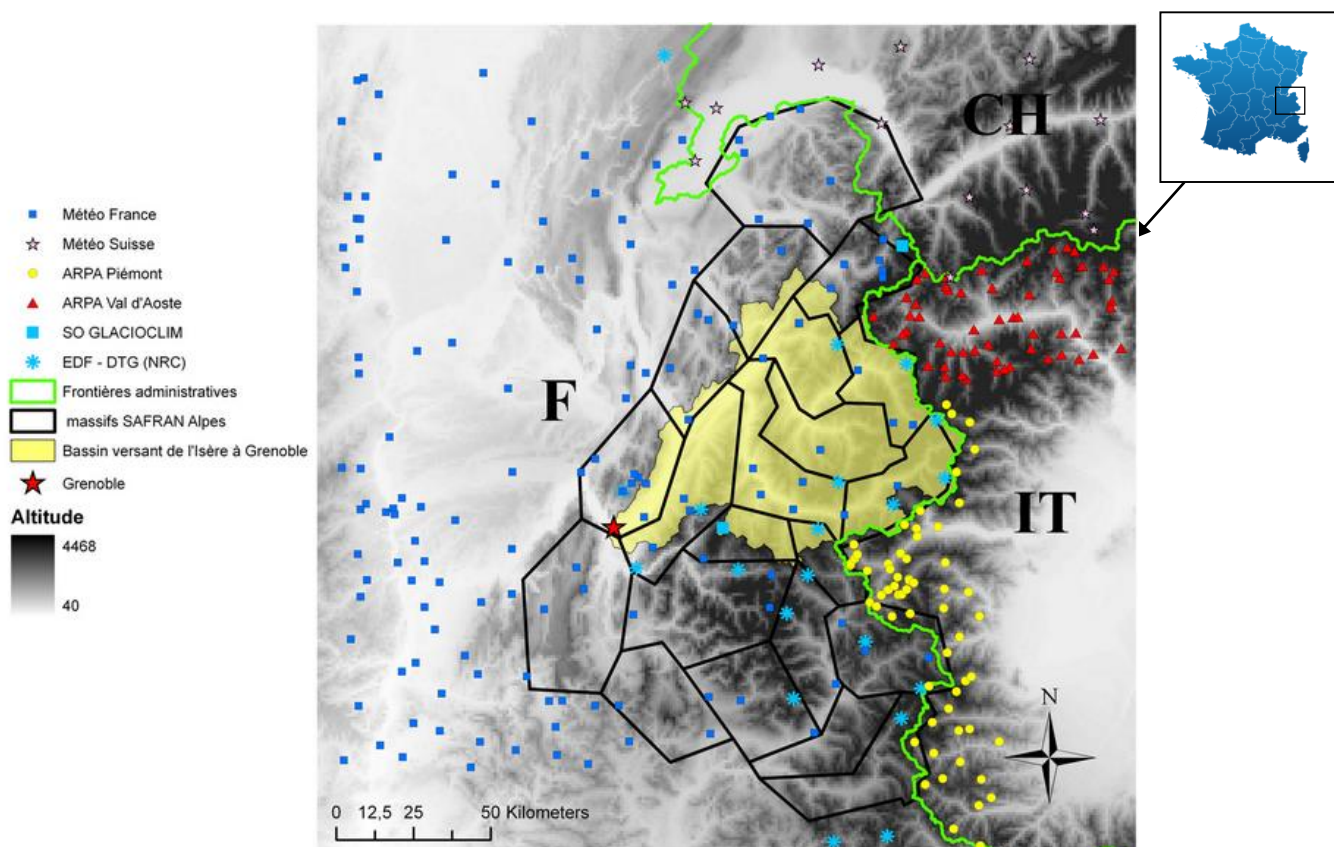 Météo France
Météo Suisse
ARPA Piémont
ARPA Val d'Aoste
SO GLACIOCLIM
EDF - DTG (NRC)
Frontières administratives
massifs SAFRAN Alpes
Bassin versant de l'Isère à Grenoble
Grenoble
Altitude
4468
40
CH
F
IT
N
0 12,5 25 50 Kilometers